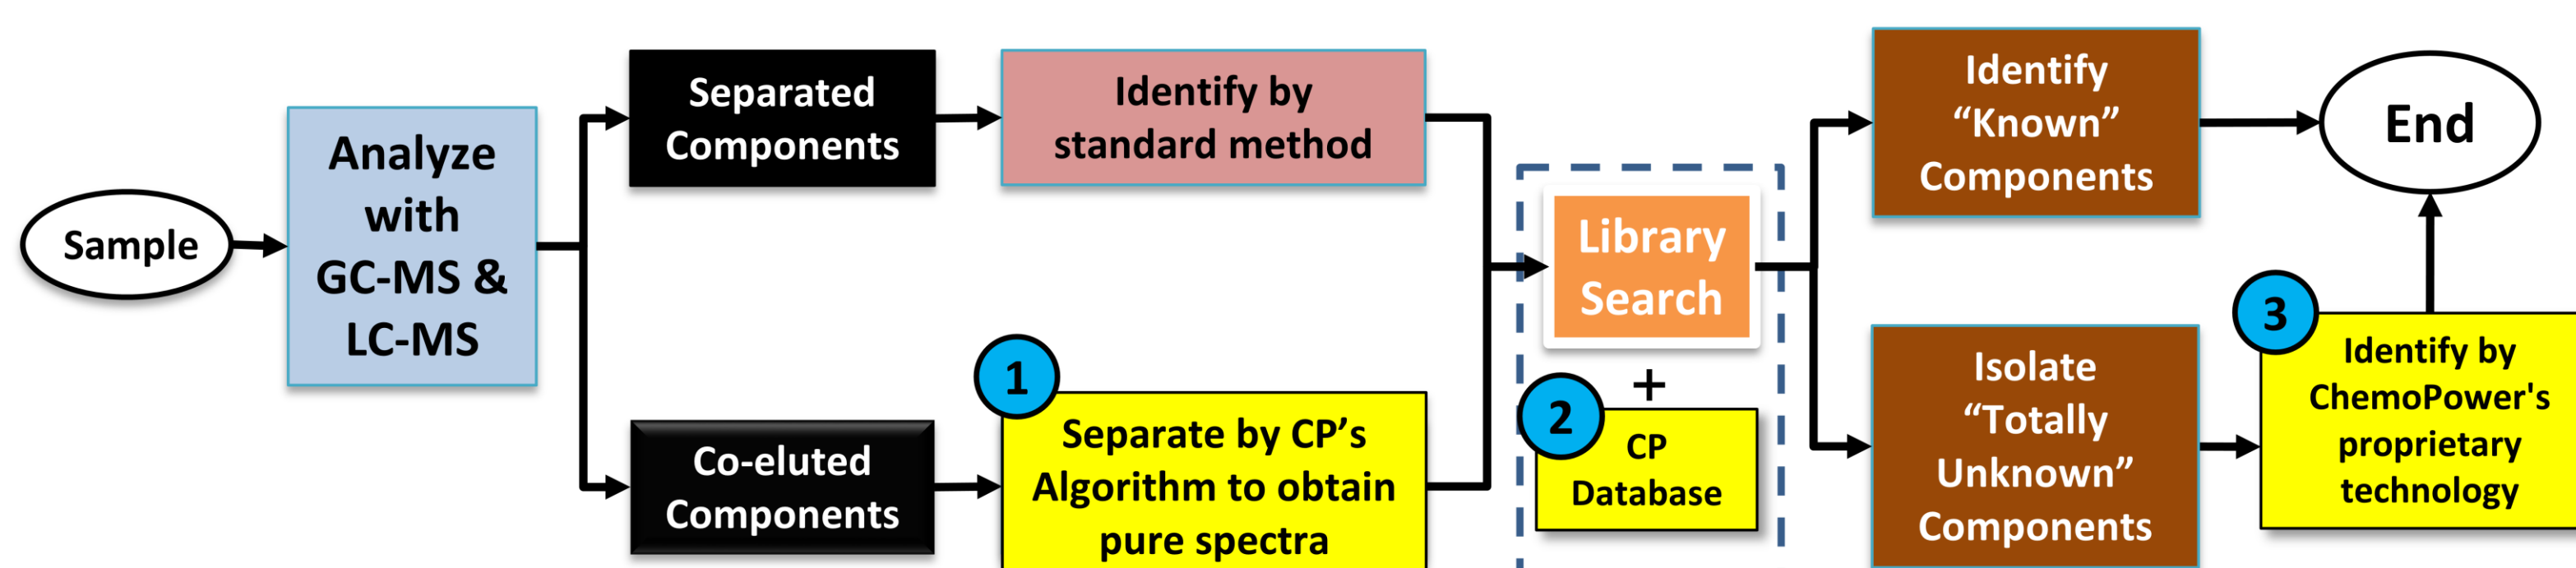 Sample
Analyze
with
GC-MS &
LC-MS
Separated
Components
Identify by
standard method
Co-eluted
Components
1
Separate by CP’s
Algorithm to obtain
pure spectra
Library
Search
+
2
CP
Database
Identify
“Known”
Components
End
Isolate
“Totally
Unknown”
Components
3
Identify by
ChemoPower's
proprietary
technology